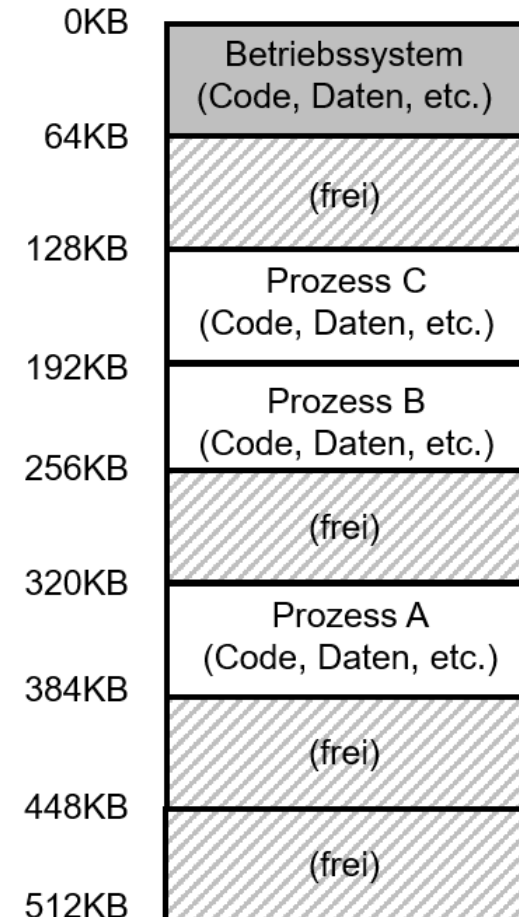 0KB
Betriebssystem
(Code, Daten, etc.)
64KB
(frei)
128KB
Prozess C
(Code, Daten, etc.)
192KB
Prozess B
(Code, Daten, etc.)
256KB
(frei)
320KB
Prozess A
(Code, Daten, etc.)
384KB
(frei)
448KB
(frei)
512KB